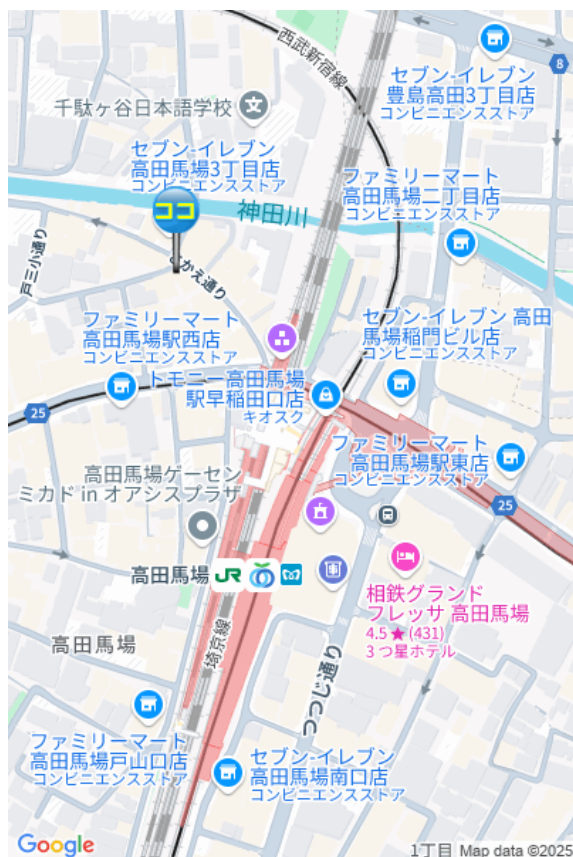 西武新宿線
セブン-イレブン
豊島高田3丁目店
コンビニエンスストア
8
千駄ヶ谷日本語学校
文
セブン-イレブン
高田馬場3丁目店
コンビニエンスストア
ココ
ファミリーマート
高田馬場二丁目店
コンビニエンスストア
神田川
戸三小通り
さかえ通り
ファミリーマート
高田馬場駅西店
コンビニエンスストア
セブン-イレブン 高田
馬場稲門ビル店
コンビニエンスストア
トモニー高田馬場
駅早稲田口店
キオスク
25
ファミリーマート
高田馬場駅東店
コンビニエンスストア
25
高田馬場ゲーセン
ミカド in オアシスプラザ
高田馬場
JR
相鉄グランド
フレッサ 高田馬場
4.5★(431)
3 つ星ホテル
埼京線
つつじ通り
高田馬場
ファミリーマート
高田馬場戸山口店
コンビニエンスストア
セブン-イレブン
高田馬場南口店
コンビニエンスストア
Google
1丁目 Map data ©2025